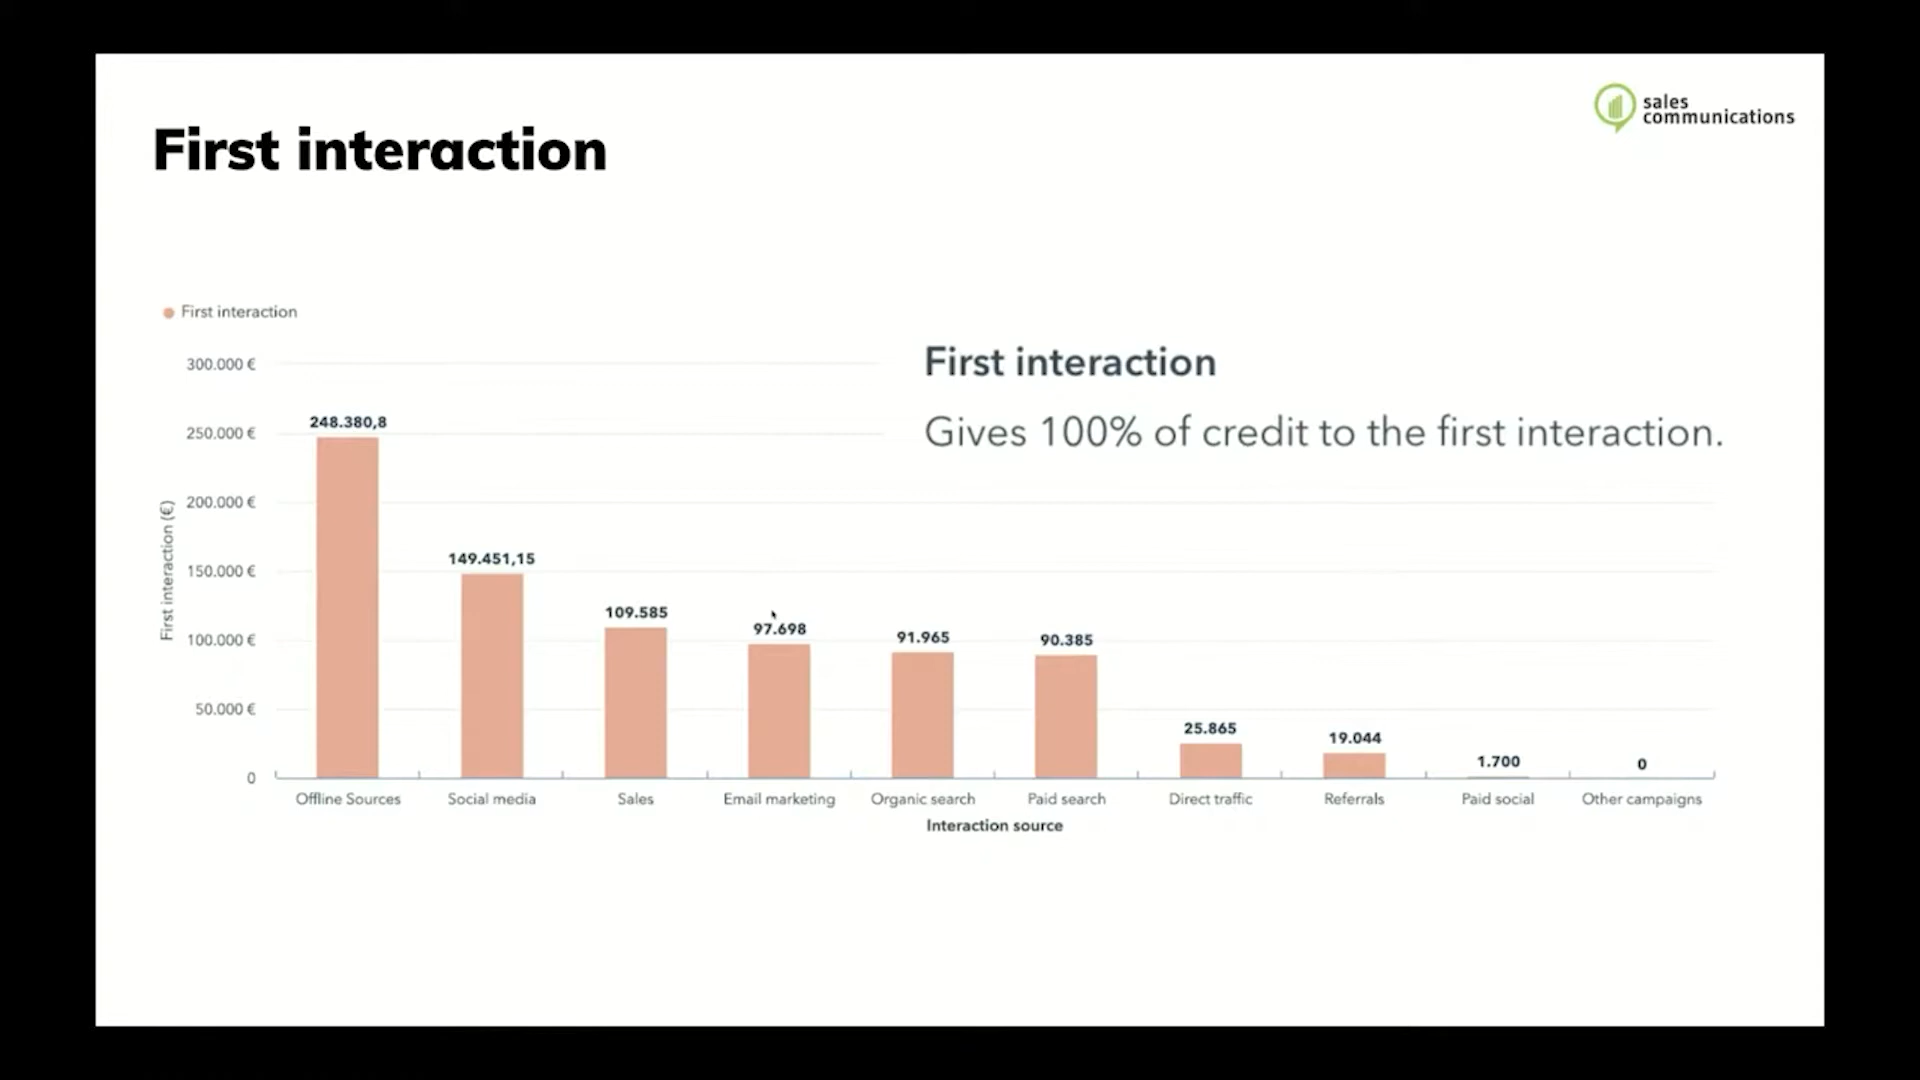 sales
communications
First interaction
First interaction
First interaction
Gives 100% of credit to the first interaction.
300.000 €
250.000 €
200.000 €
150.000 €
100.000 €
50.000 €
0
First interaction (€)
248.380,8
149.451,15
109.585
97.698
91.965
90.385
25.865
19.044
1.700
0
Offline Sources
Social media
Sales
Email marketing
Organic search
Paid search
Direct traffic
Referrals
Paid social
Other campaigns
Interaction source